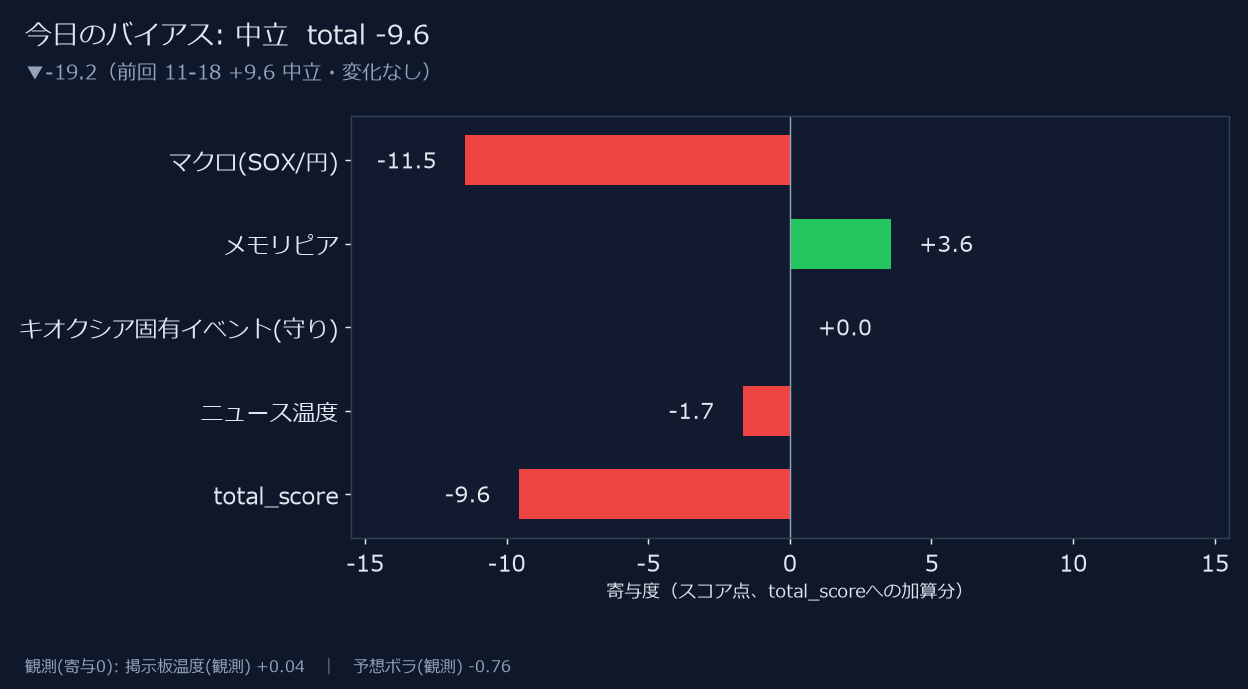 今日のバイアス: 中立  total -9.6
▼-19.2（前回 11-18 +9.6 中立・変化なし）
マクロ(SOX/円)  -11.5
メモリピア  +3.6
キオクシア固有イベント(守り)  +0.0
ニュース温度  -1.7
total_score  -9.6
-15  -10  -5  0  5  10  15
寄与度（スコア点、total_scoreへの加算分）
観測(寄与0): 掲示板温度(観測) +0.04  |  予想ボラ(観測) -0.76